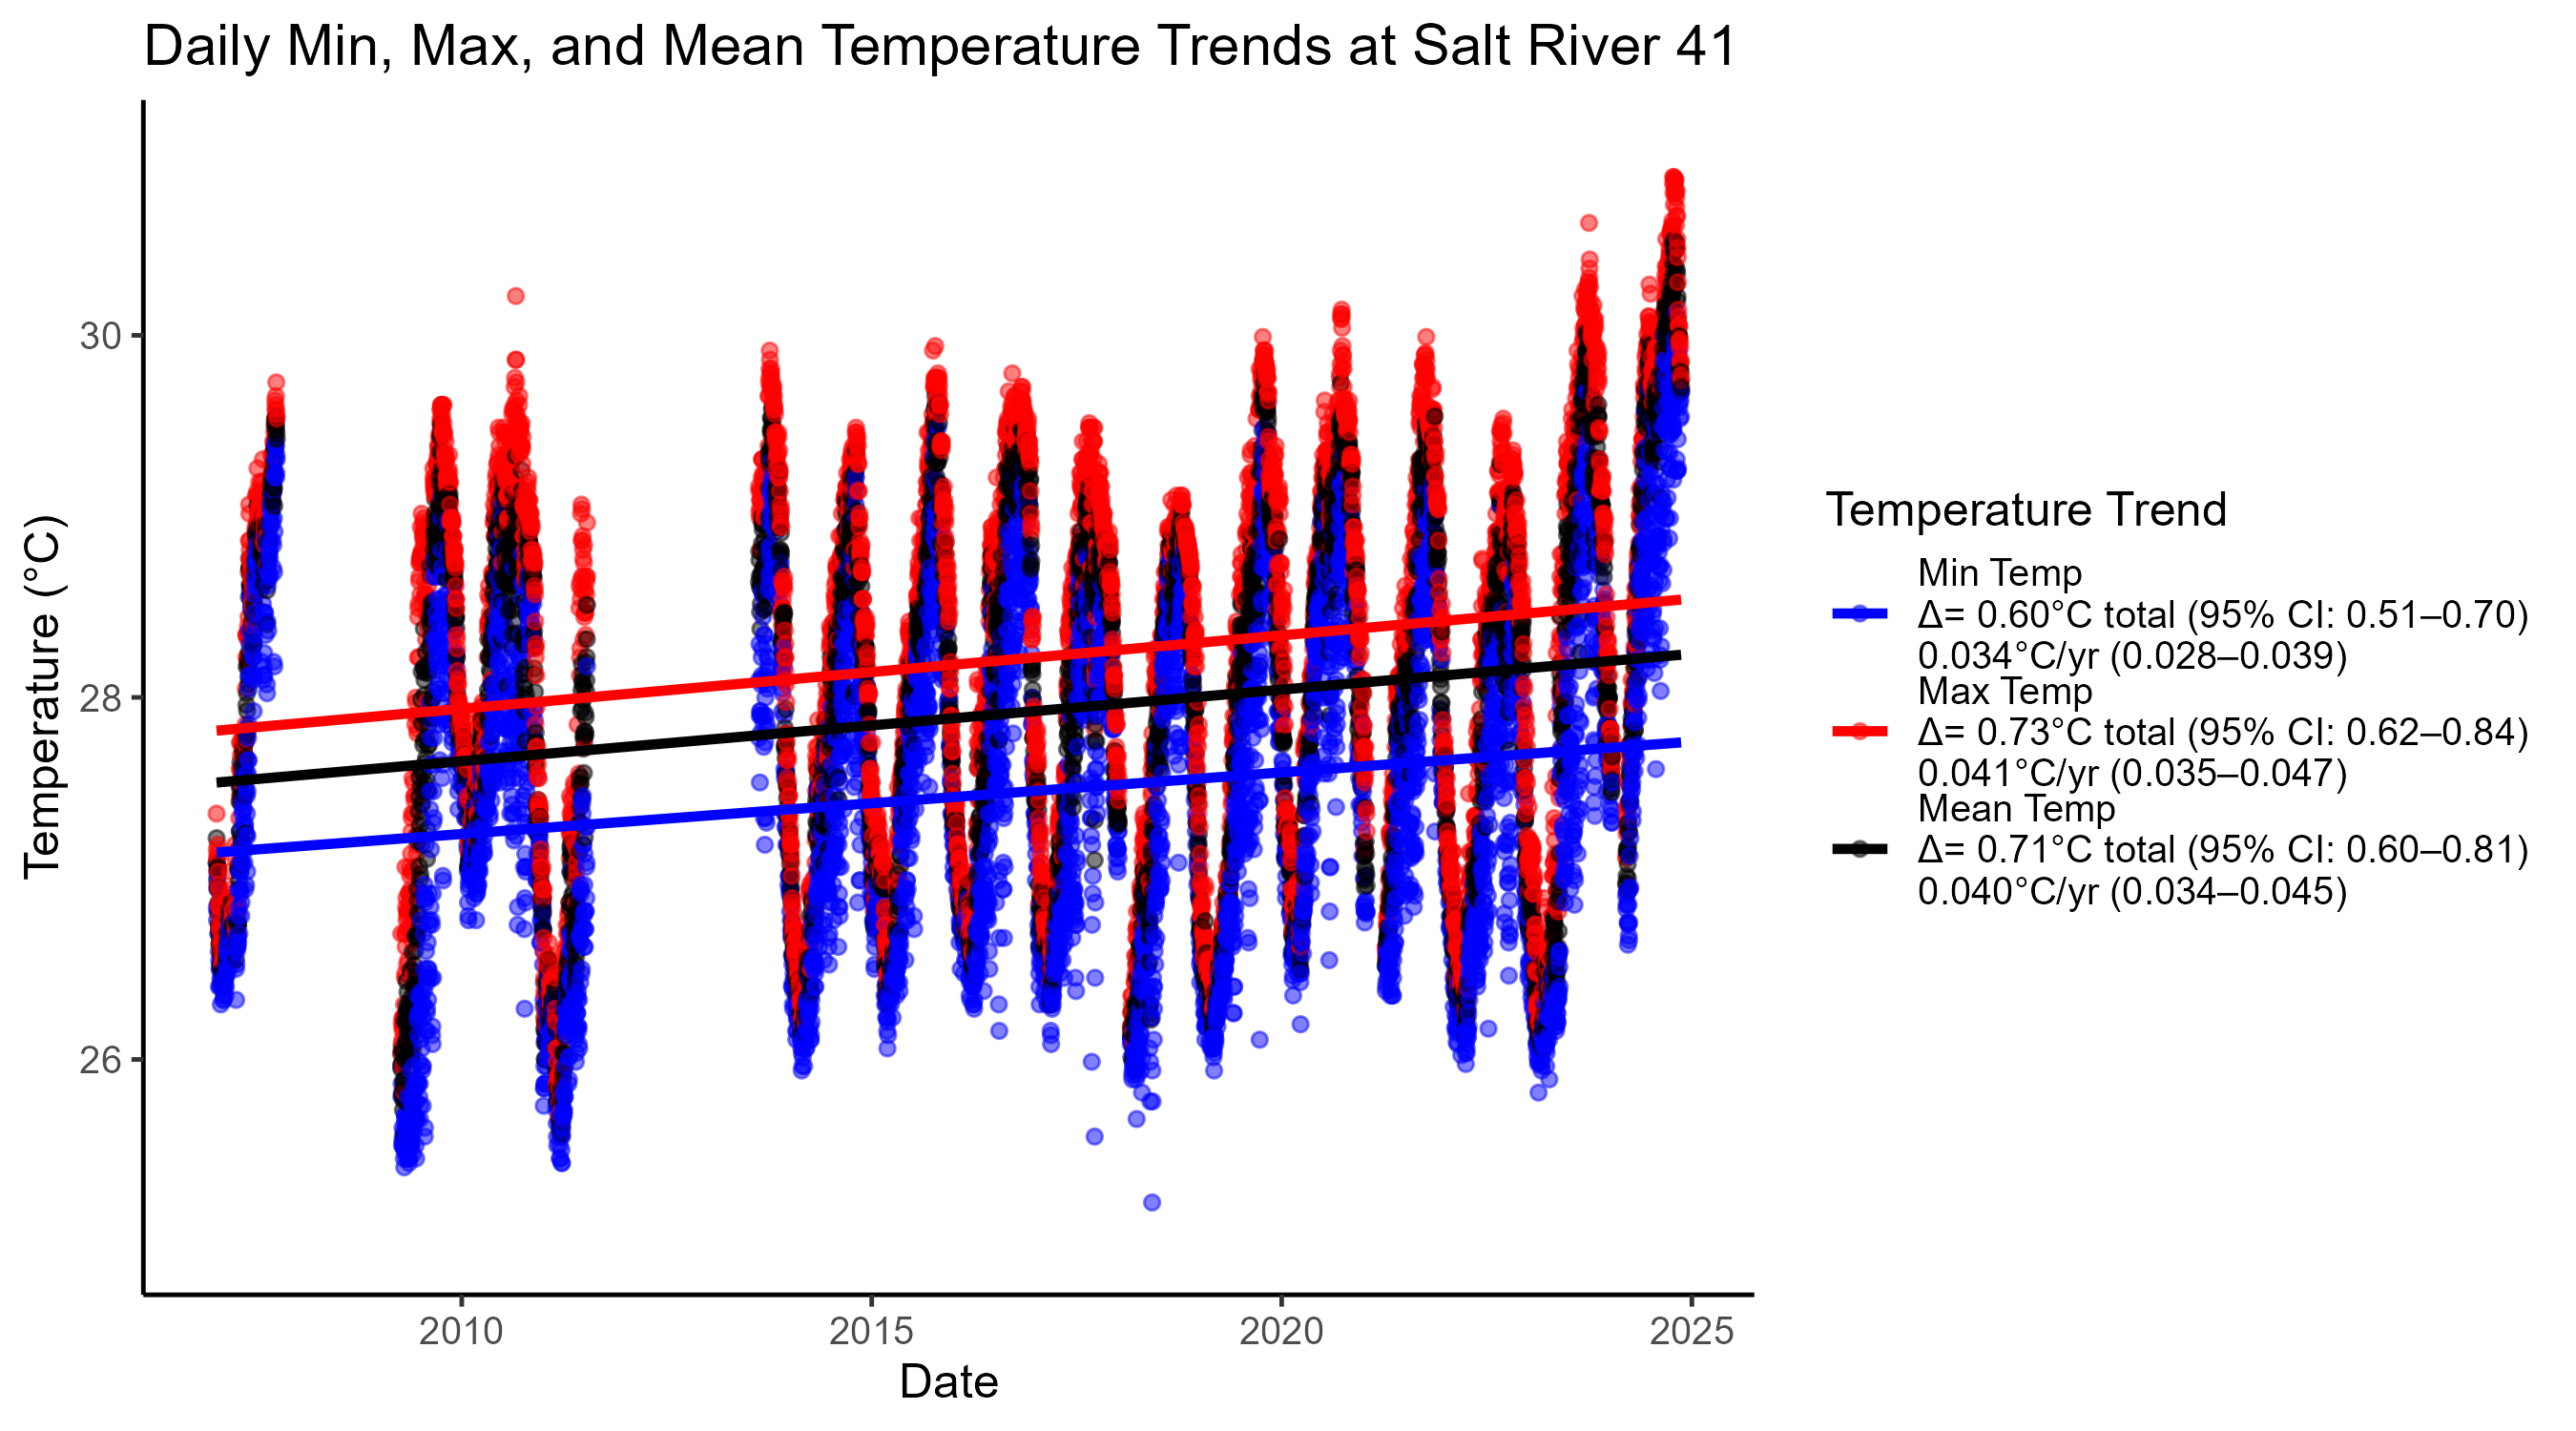 Daily Min, Max, and Mean Temperature Trends at Salt River 41
Temperature (°C)
30
28
26
2010
2015
2020
2025
Date
Temperature Trend
Min Temp
Δ= 0.60°C total (95% CI: 0.51–0.70)
0.034°C/yr (0.028–0.039)
Max Temp
Δ= 0.73°C total (95% CI: 0.62–0.84)
0.041°C/yr (0.035–0.047)
Mean Temp
Δ= 0.71°C total (95% CI: 0.60–0.81)
0.040°C/yr (0.034–0.045)